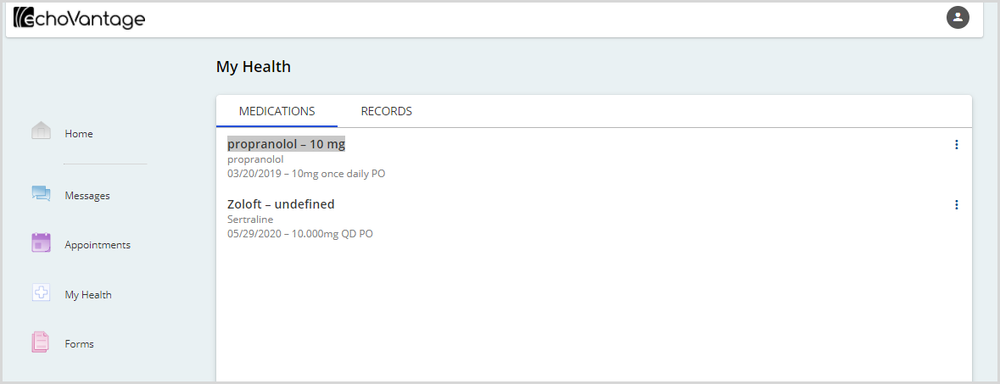 echoVantage
My Health
MEDICATIONS RECORDS
propranolol – 10 mg
propranolol
03/20/2019 – 10mg once daily PO
Zoloft – undefined
Sertraline
05/29/2020 – 10.000mg QD PO
Home
Messages
Appointments
My Health
Forms